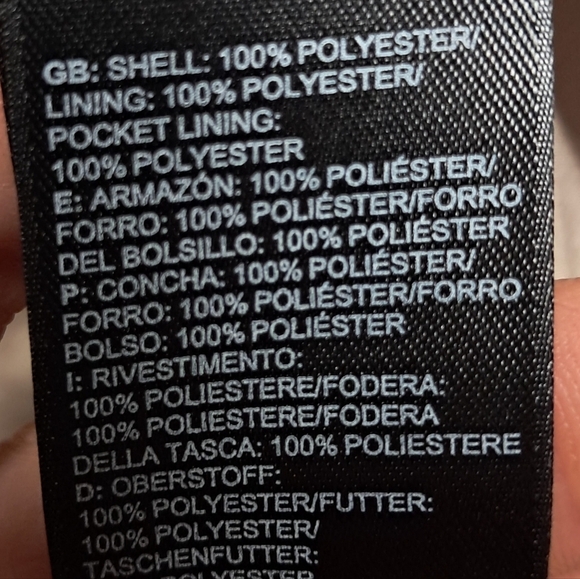 GB: SHELL: 100% POLYESTER/
LINING: 100% POLYESTER/
POCKET LINING:
100% POLYESTER
E: ARMAZÓN: 100% POLIÉSTER/
FORRO: 100% POLIÉSTER/FORRO
DEL BOLSILLO: 100% POLIÉSTER
P: CONCHA: 100% POLIÉSTER/
FORRO: 100% POLIÉSTER/FORRO
BOLSO: 100% POLIÉSTER
I: RIVESTIMENTO:
100% POLIESTERE/FODERA:
100% POLIESTERE/FODERA
DELLA TASCA: 100% POLIESTERE
D: OBERSTOFF:
100% POLYESTER/FUTTER:
100% POLYESTER/
TASCHENFUTTER:
POLYESTER